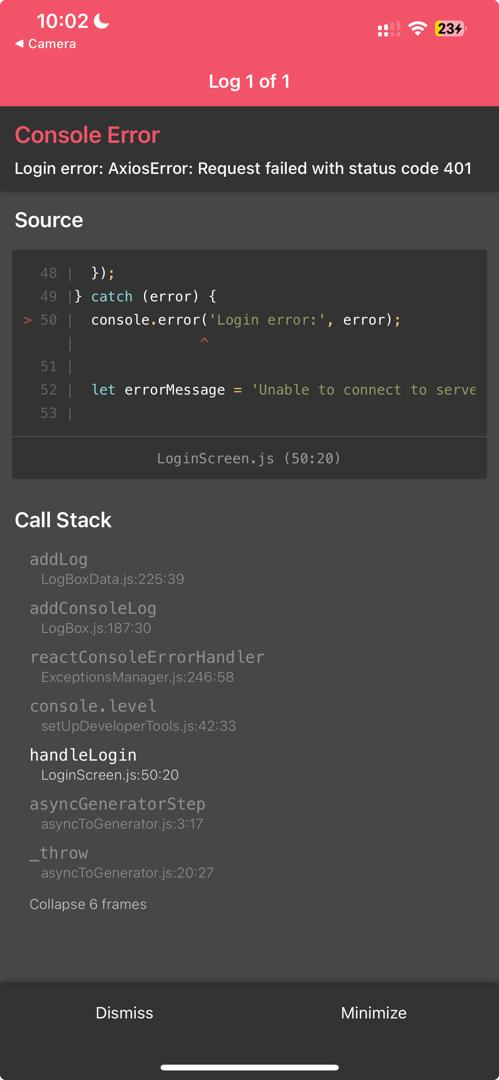 10:02
23
◀ Camera
Log 1 of 1
Console Error
Login error: AxiosError: Request failed with status code 401
Source
48 |   });
49 | } catch (error) {
> 50 |   console.error('Login error:', error);
|                ^
51 |
52 |   let errorMessage = 'Unable to connect to serve
53 |
LoginScreen.js (50:20)
Call Stack
addLog
LogBoxData.js:225:39
addConsoleLog
LogBox.js:187:30
reactConsoleErrorHandler
ExceptionsManager.js:246:58
console.level
setUpDeveloperTools.js:42:33
handleLogin
LoginScreen.js:50:20
asyncGeneratorStep
asyncToGenerator.js:3:17
_throw
asyncToGenerator.js:20:27
Collapse 6 frames
Dismiss
Minimize